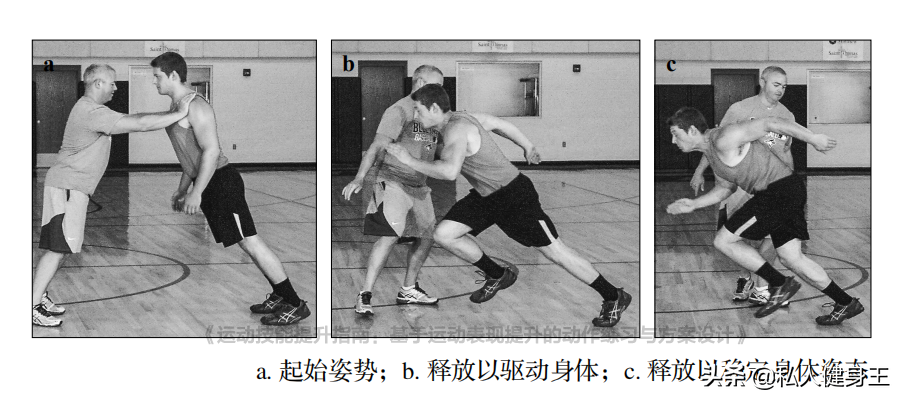 a
b
c
《运动技能提升指南：基于运动表现提升的动作练习与方案设计》
a. 起始姿势；b. 释放以驱动身体；c. 释放以稳定身体姿态
头条 @私人健身王